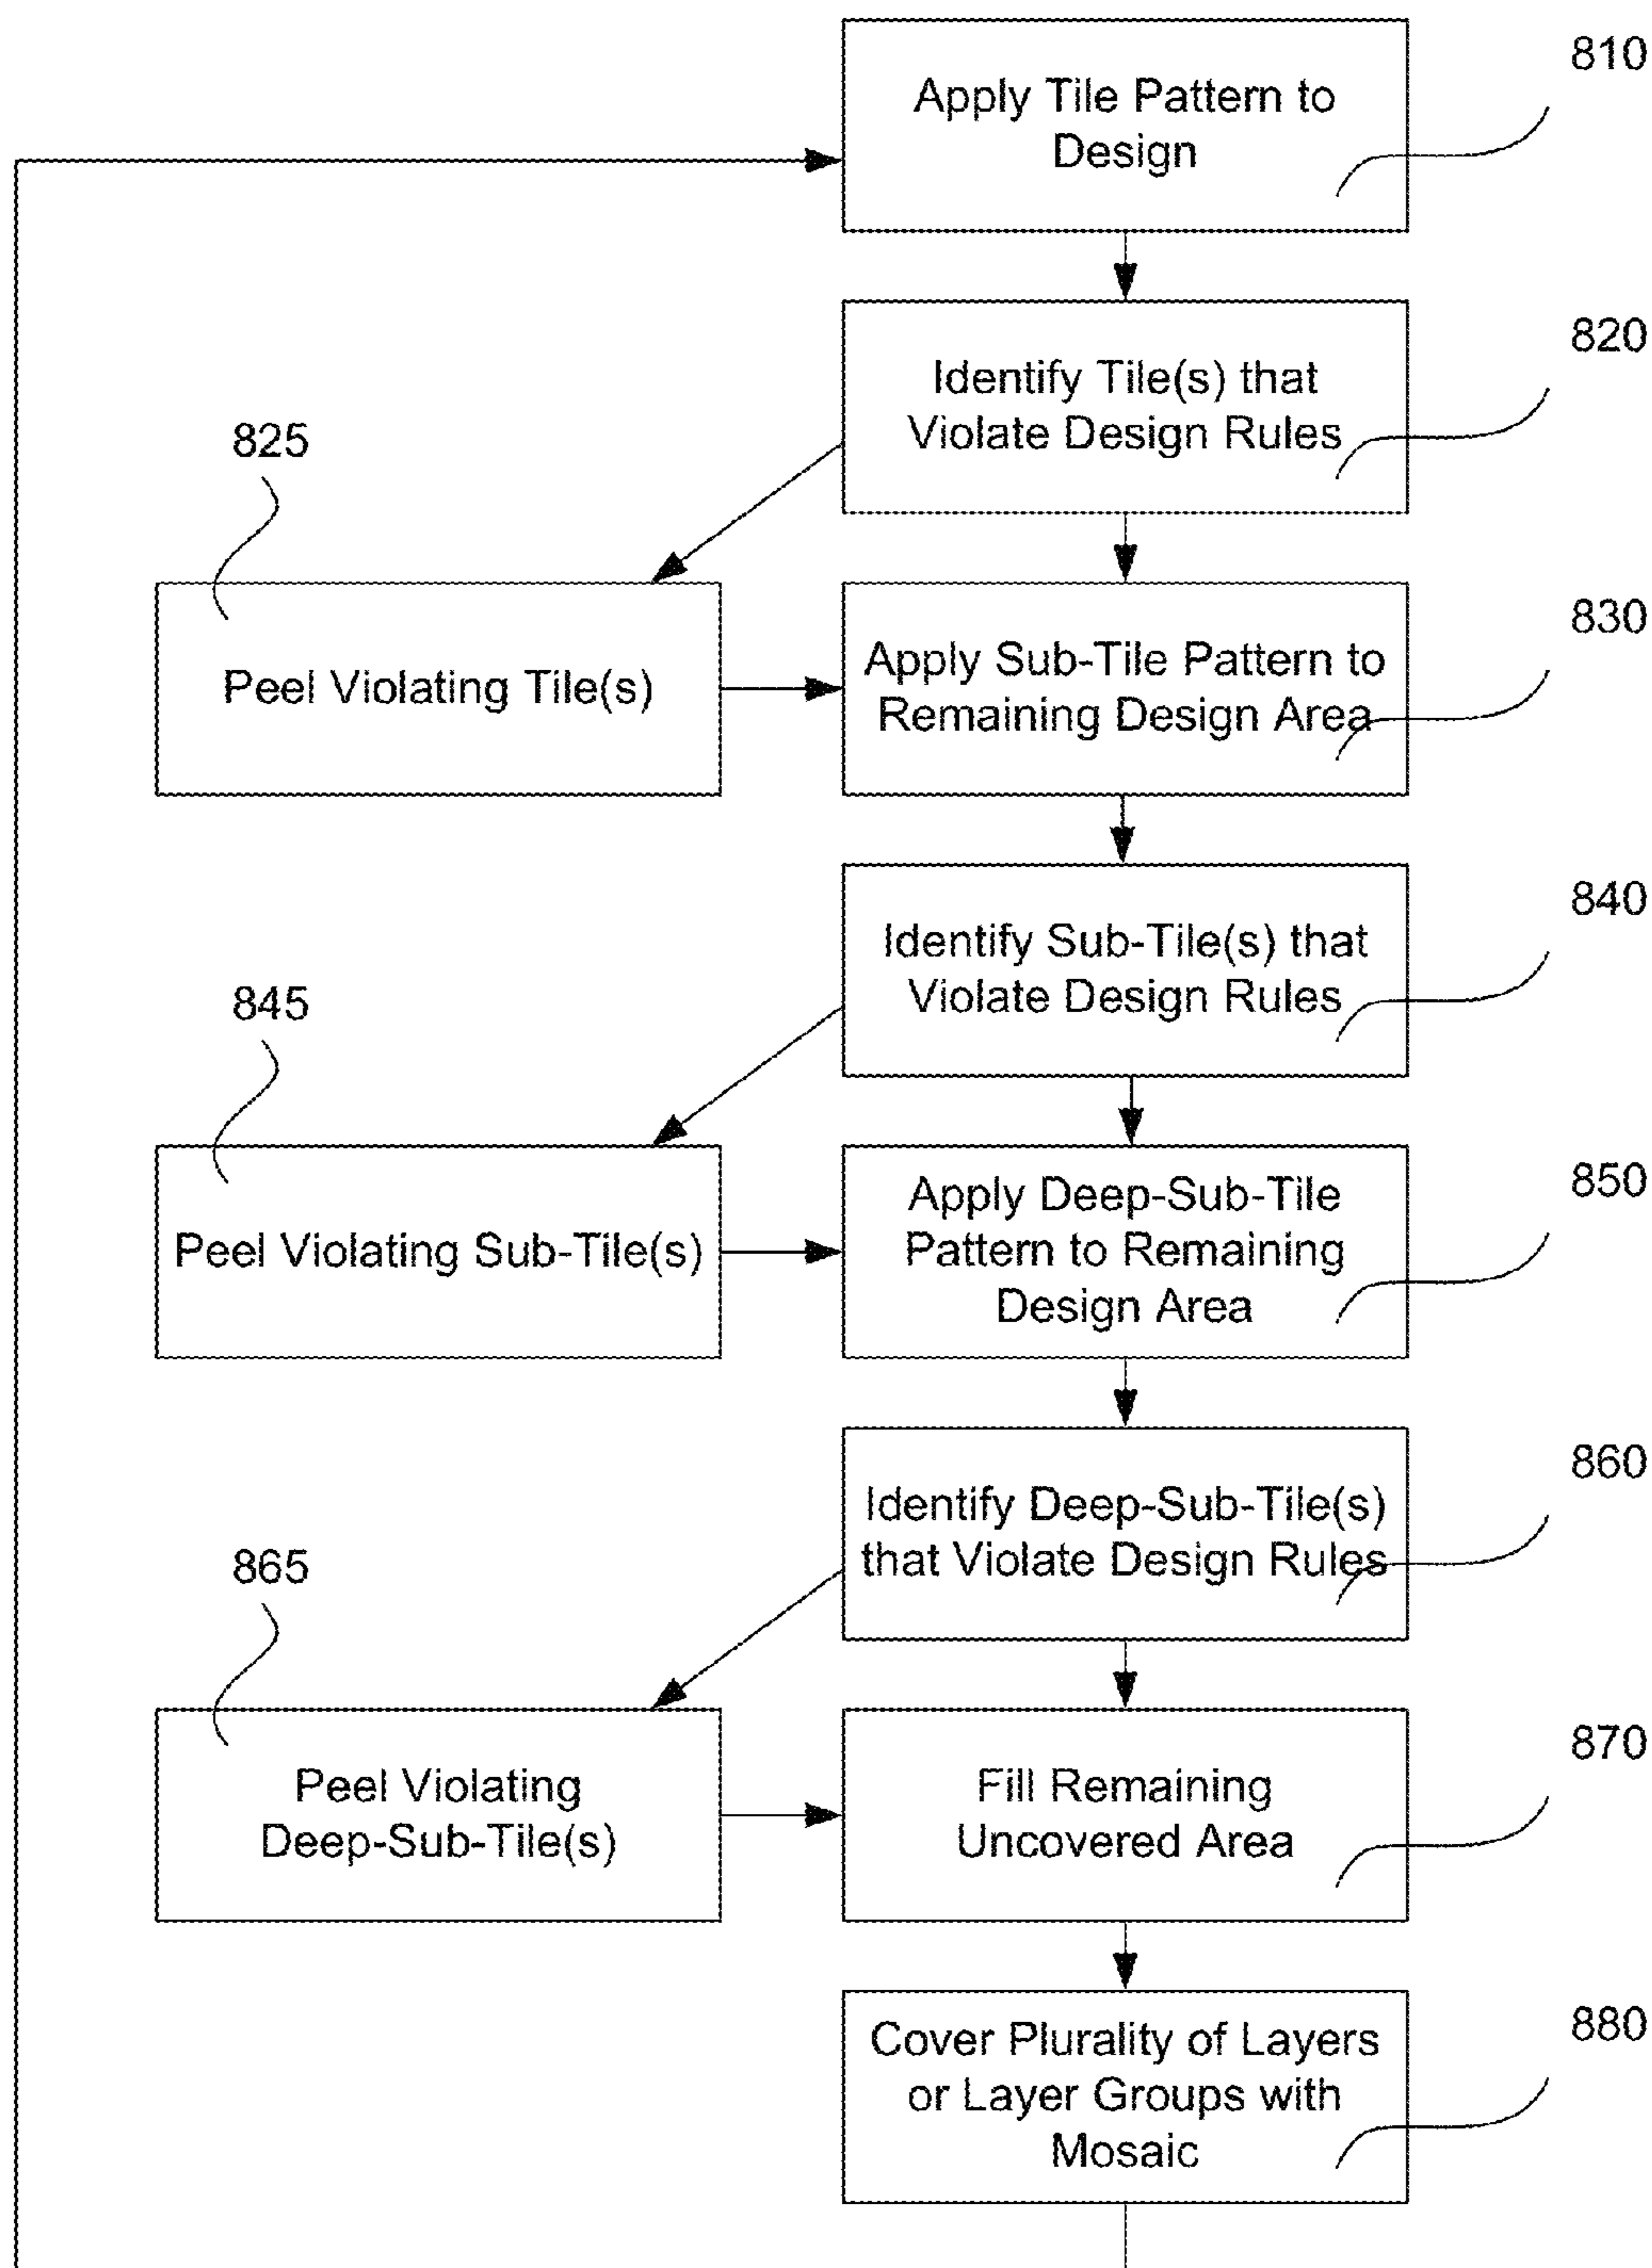 810
Apply Tile Pattern to
Design
820
Identify Tile(s) that
Violate Design Rules
825
830
Peel Violating Tile(s)
Apply Sub-Tile Pattern to
Remaining Design Area
840
Identify Sub-Tile(s) that
Violate Design Rules
845
850
Peel Violating Sub-Tile(s)
Apply Deep-Sub-Tile
Pattern to Remaining
Design Area
860
Identify Deep-Sub-Tile(s)
that Violate Design Rules
865
870
Peel Violating
Deep-Sub-Tile(s)
Fill Remaining
Uncovered Area
880
Cover Plurality of Layers
or Layer Groups with
Mosaic